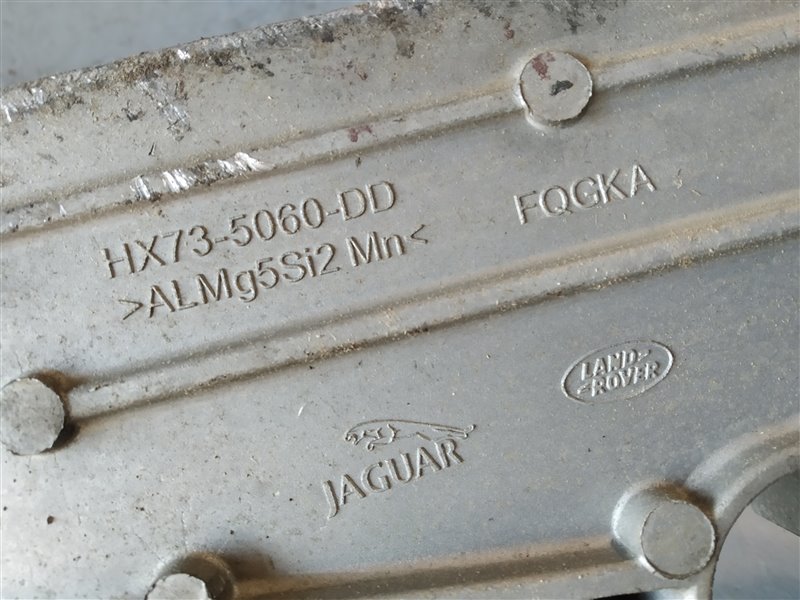 HX73-5060-DD
>ALMg5Si2 Mn<
FQGKA
LAND-
-ROVER
JAGUAR